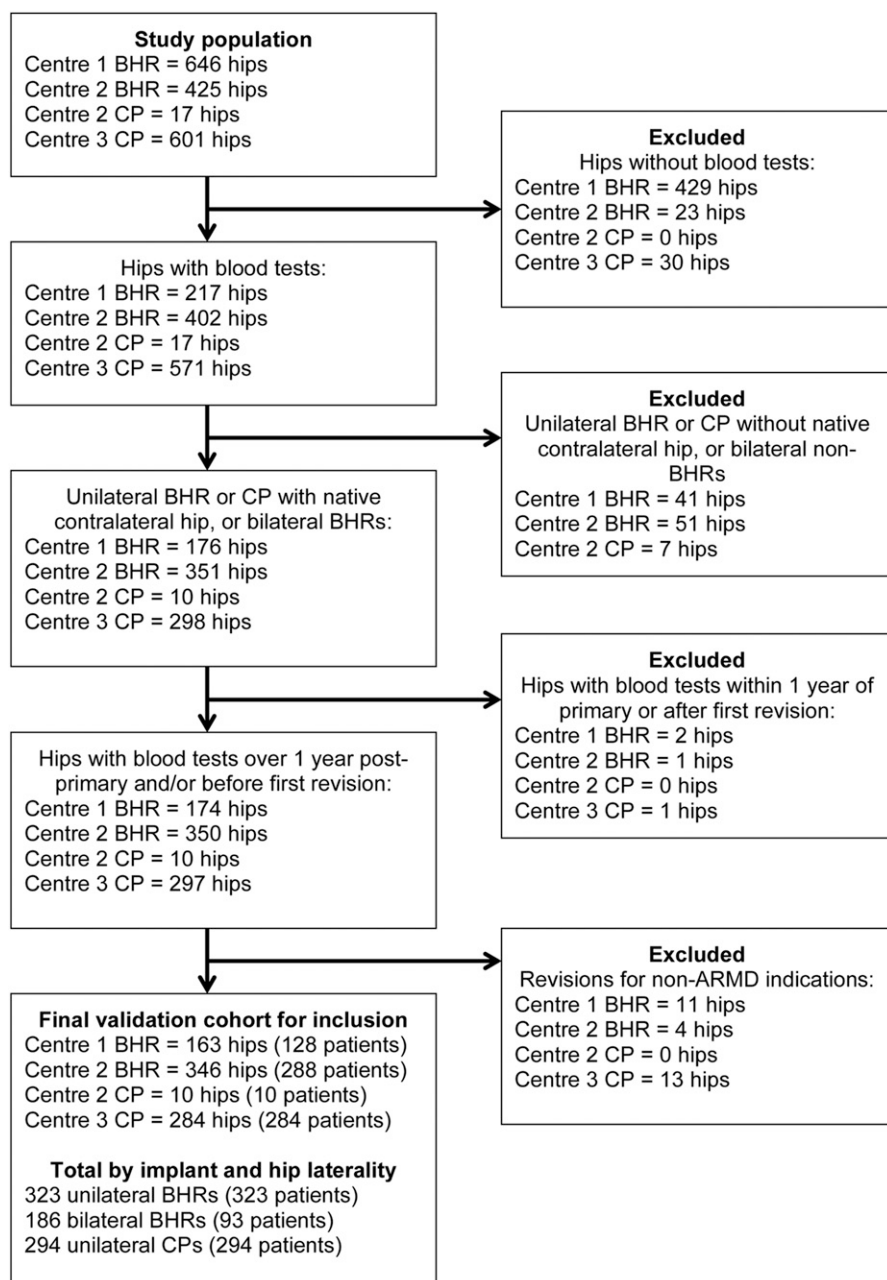 Study population
Centre 1 BHR = 646 hips
Centre 2 BHR = 425 hips
Centre 2 CP = 17 hips
Centre 3 CP = 601 hips
Excluded
Hips without blood tests:
Centre 1 BHR = 429 hips
Centre 2 BHR = 23 hips
Centre 2 CP = 0 hips
Centre 3 CP = 30 hips
Hips with blood tests:
Centre 1 BHR = 217 hips
Centre 2 BHR = 402 hips
Centre 2 CP = 17 hips
Centre 3 CP = 571 hips
Excluded
Unilateral BHR or CP without native
contralateral hip, or bilateral non-
BHRs
Centre 1 BHR = 41 hips
Centre 2 BHR = 51 hips
Centre 2 CP = 7 hips
Unilateral BHR or CP with native
contralateral hip, or bilateral BHRs:
Centre 1 BHR = 176 hips
Centre 2 BHR = 351 hips
Centre 2 CP = 10 hips
Centre 3 CP = 298 hips
Excluded
Hips with blood tests within 1 year of
primary or after first revision:
Centre 1 BHR = 2 hips
Centre 2 BHR = 1 hips
Centre 2 CP = 0 hips
Centre 3 CP = 1 hips
Hips with blood tests over 1 year post-
primary and/or before first revision:
Centre 1 BHR = 174 hips
Centre 2 BHR = 350 hips
Centre 2 CP = 10 hips
Centre 3 CP = 297 hips
Excluded
Revisions for non-ARMD indications:
Centre 1 BHR = 11 hips
Centre 2 BHR = 4 hips
Centre 2 CP = 0 hips
Centre 3 CP = 13 hips
Final validation cohort for inclusion
Centre 1 BHR = 163 hips (128 patients)
Centre 2 BHR = 346 hips (288 patients)
Centre 2 CP = 10 hips (10 patients)
Centre 3 CP = 284 hips (284 patients)
Total by implant and hip laterality
323 unilateral BHRs (323 patients)
186 bilateral BHRs (93 patients)
294 unilateral CPs (294 patients)